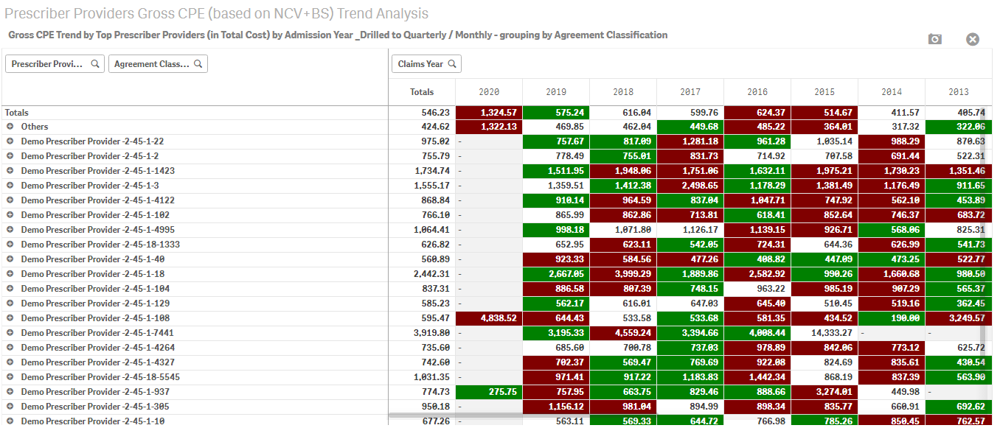 Prescriber Providers Gross CPE (based on NCV+BS) Trend Analysis
Gross CPE Trend by Top Prescriber Providers (in Total Cost) by Admission Year _Drilled to Quarterly / Monthly - grouping by Agreement Classification
Prescriber Provi... Agreement Class... Claims Year
Totals 2020 2019 2018 2017 2016 2015 2014 2013
Totals 546.23 1,324.57 575.24 616.04 599.76 624.37 514.67 411.57 405.74
Others 424.62 1,322.13 469.85 462.04 449.68 485.22 364.01 317.32 322.06
Demo Prescriber Provider -2-45-1-22 975.02 - 757.67 817.09 1,281.18 961.28 1,035.14 988.29 870.63
Demo Prescriber Provider -2-45-1-2 755.79 - 778.49 755.01 831.73 714.92 707.58 691.44 522.31
Demo Prescriber Provider -2-45-1-1423 1,734.74 - 1,511.95 1,948.06 1,751.06 1,632.11 1,975.21 1,730.23 1,351.46
Demo Prescriber Provider -2-45-1-3 1,555.17 - 1,359.51 1,412.38 2,498.65 1,178.29 1,381.49 1,176.49 911.65
Demo Prescriber Provider -2-45-1-4122 868.84 - 910.14 964.59 837.04 1,047.71 747.92 562.10 453.89
Demo Prescriber Provider -2-45-1-102 766.10 - 865.99 862.86 713.81 618.41 852.64 746.37 683.72
Demo Prescriber Provider -2-45-1-4995 1,064.41 - 998.18 1,071.80 1,126.17 1,139.15 926.71 568.06 825.31
Demo Prescriber Provider -2-45-18-1333 626.82 - 652.95 623.11 542.05 724.31 644.36 626.99 541.73
Demo Prescriber Provider -2-45-1-40 560.89 - 923.33 584.56 477.26 408.82 447.09 473.25 522.77
Demo Prescriber Provider -2-45-1-18 2,442.31 - 2,667.05 3,999.29 1,889.86 2,582.92 990.26 1,660.68 980.50
Demo Prescriber Provider -2-45-1-104 837.31 - 886.58 807.39 748.15 963.22 985.19 907.29 565.37
Demo Prescriber Provider -2-45-1-129 585.23 - 562.17 616.01 647.03 645.40 510.45 519.16 362.45
Demo Prescriber Provider -2-45-1-108 595.47 4,838.52 644.43 533.58 533.68 581.35 434.52 190.00 3,249.57
Demo Prescriber Provider -2-45-1-7441 3,919.80 - 3,195.33 4,559.24 3,394.66 4,008.44 14,333.27 - -
Demo Prescriber Provider -2-45-1-4264 735.60 - 685.60 700.78 737.03 978.89 842.06 773.12 625.72
Demo Prescriber Provider -2-45-1-4327 742.60 - 702.37 569.47 769.69 922.08 824.69 835.61 430.54
Demo Prescriber Provider -2-45-18-5545 1,031.35 - 971.41 917.22 1,183.83 1,442.34 868.19 837.39 563.90
Demo Prescriber Provider -2-45-1-937 774.73 275.75 757.95 663.75 829.46 888.66 3,274.01 449.98 -
Demo Prescriber Provider -2-45-1-305 950.18 - 1,156.12 981.04 894.99 898.34 835.77 660.91 692.62
Demo Prescriber Provider -2-45-1-10 677.26 - 563.11 569.33 644.72 766.98 785.26 850.45 762.57